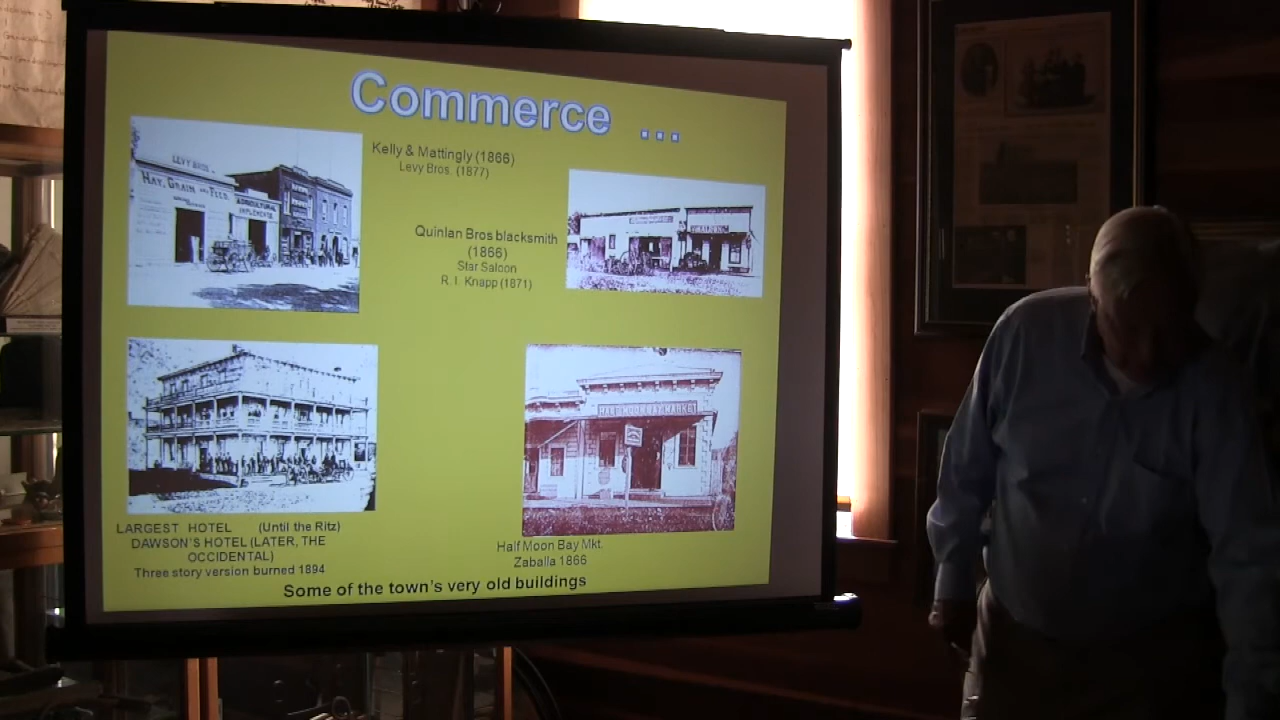 Commerce ...
Kelly & Mattingly (1866)
Levy Bros. (1877)
LEVY BROS.
HAY, GRAIN AND FEED.
AGRICULTURAL
IMPLEMENTS.
Quinlan Bros blacksmith
(1866)
Star Saloon
R. I. Knapp (1871)
HALF MOON BAY MARKET
LARGEST HOTEL (Until the Ritz)
DAWSON'S HOTEL (LATER, THE
OCCIDENTAL)
Three story version burned 1894
Half Moon Bay Mkt.
Zaballa 1866
Some of the town's very old buildings